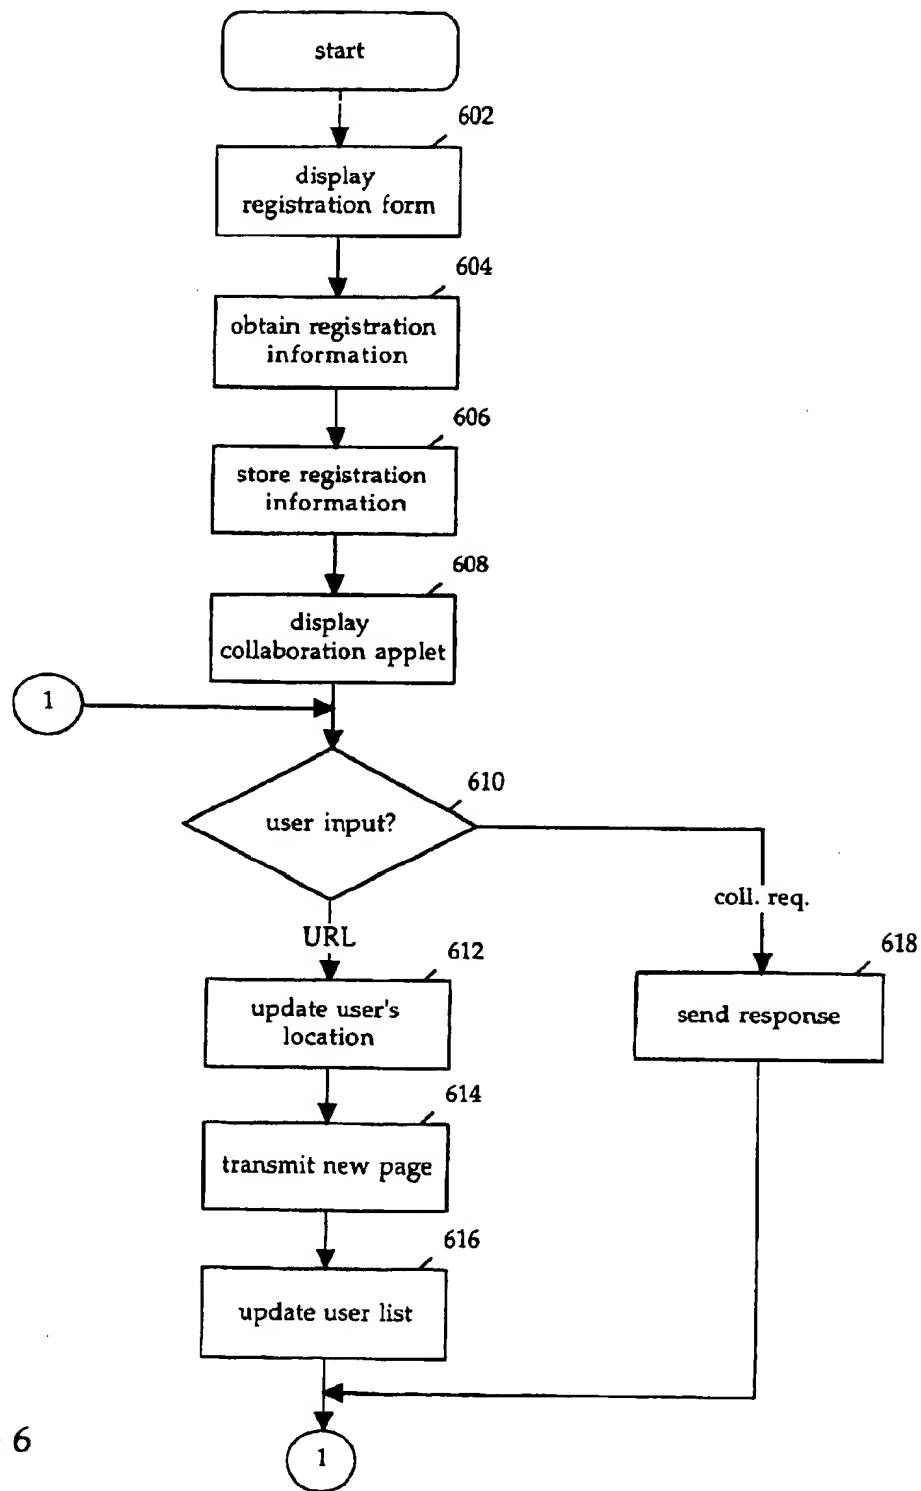 start
602
display
registration form
604
obtain registration
information
606
store registration
information
608
display
collaboration applet
1
610
user input?
coll. req.
URL
612
618
update user's
location
send response
614
transmit new page
616
update user list
1
6